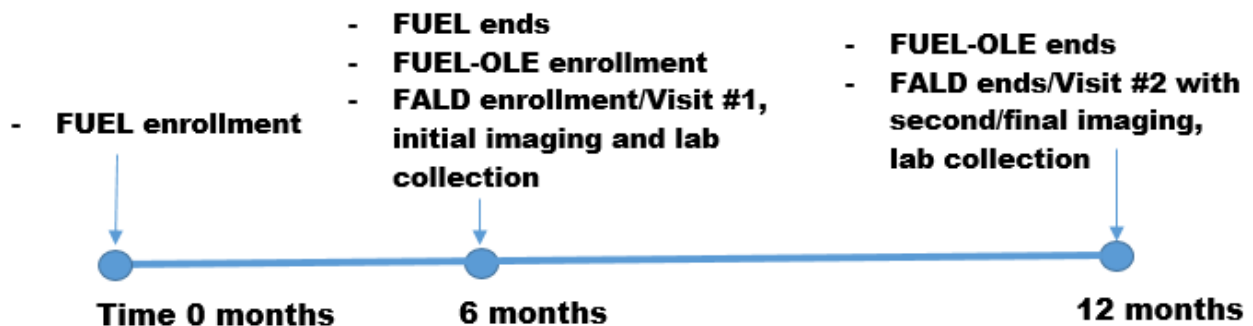 - FUEL enrollment
- FUEL ends
- FUEL-OLE enrollment
- FALD enrollment/Visit #1,
initial imaging and lab
collection
- FUEL-OLE ends
- FALD ends/Visit #2 with
second/final imaging,
lab collection
Time 0 months
6 months
12 months